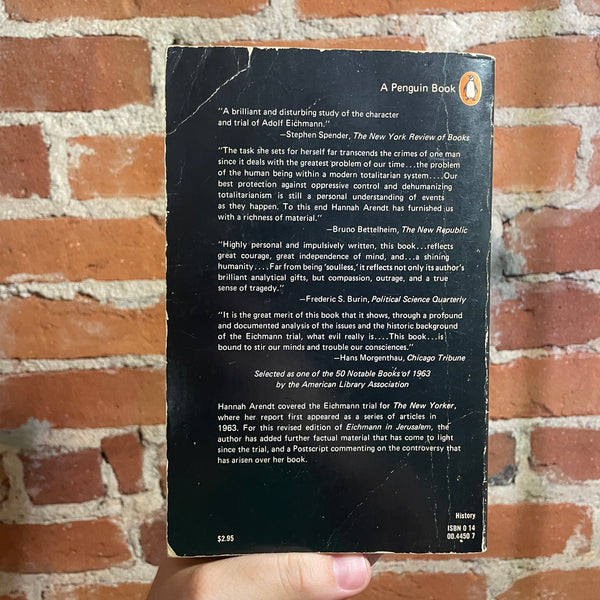 A Penguin Book
"A brilliant and disturbing study of the character
and trial of Adolf Eichmann."
—Stephen Spender, The New York Review of Books
"The task she sets for herself far transcends the crimes of one man
since it deals with the greatest problem of our time...the problem
of the human being within a modern totalitarian system....Our
best protection against oppressive control and dehumanizing
totalitarianism is still a personal understanding of events
as they happen. To this end Hannah Arendt has furnished us
with a richness of material."
—Bruno Bettelheim, The New Republic
"Highly personal and impulsively written, this book...reflects
great courage, great independence of mind, and...a shining
humanity....Far from being 'soulless,' it reflects not only its author's
brilliant analytical gifts, but compassion, outrage, and a true
sense of tragedy."
—Frederic S. Burin, Political Science Quarterly
"It is the great merit of this book that it shows, through a profound
and documented analysis of the issues and the historic background
of the Eichmann trial, what evil really is....This book...is
bound to stir our minds and trouble our consciences."
—Hans Morgenthau, Chicago Tribune
Selected as one of the 50 Notable Books of 1963
by the American Library Association
Hannah Arendt covered the Eichmann trial for The New Yorker,
where her report first appeared as a series of articles in
1963. For this revised edition of Eichmann in Jerusalem, the
author has added further factual material that has come to light
since the trial, and a Postscript commenting on the controversy that
has arisen over her book.
History
ISBN 0 14
$2.95 00.4450 7